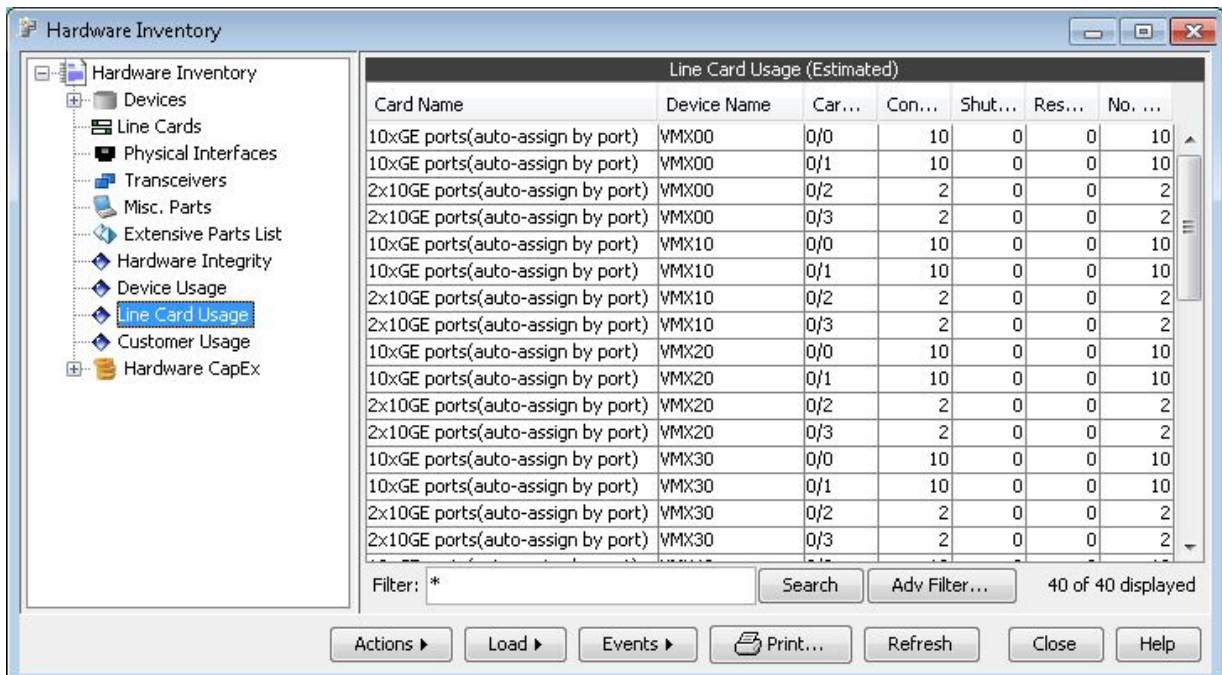 Hardware Inventory
Hardware Inventory
Devices
Line Cards
Physical Interfaces
Transceivers
Misc. Parts
Extensive Parts List
Hardware Integrity
Device Usage
Line Card Usage
Customer Usage
Hardware CapEx
Line Card Usage (Estimated)
Card Name Device Name Car... Con... Shut... Res... No. ...
10xGE ports(auto-assign by port) VMX00 0/0 10 0 0 10
10xGE ports(auto-assign by port) VMX00 0/1 10 0 0 10
2x10GE ports(auto-assign by port) VMX00 0/2 2 0 0 2
2x10GE ports(auto-assign by port) VMX00 0/3 2 0 0 2
10xGE ports(auto-assign by port) VMX10 0/0 10 0 0 10
10xGE ports(auto-assign by port) VMX10 0/1 10 0 0 10
2x10GE ports(auto-assign by port) VMX10 0/2 2 0 0 2
2x10GE ports(auto-assign by port) VMX10 0/3 2 0 0 2
10xGE ports(auto-assign by port) VMX20 0/0 10 0 0 10
10xGE ports(auto-assign by port) VMX20 0/1 10 0 0 10
2x10GE ports(auto-assign by port) VMX20 0/2 2 0 0 2
2x10GE ports(auto-assign by port) VMX20 0/3 2 0 0 2
10xGE ports(auto-assign by port) VMX30 0/0 10 0 0 10
10xGE ports(auto-assign by port) VMX30 0/1 10 0 0 10
2x10GE ports(auto-assign by port) VMX30 0/2 2 0 0 2
2x10GE ports(auto-assign by port) VMX30 0/3 2 0 0 2
Filter: * Search Adv Filter... 40 of 40 displayed
Actions Load Events Print... Refresh Close Help